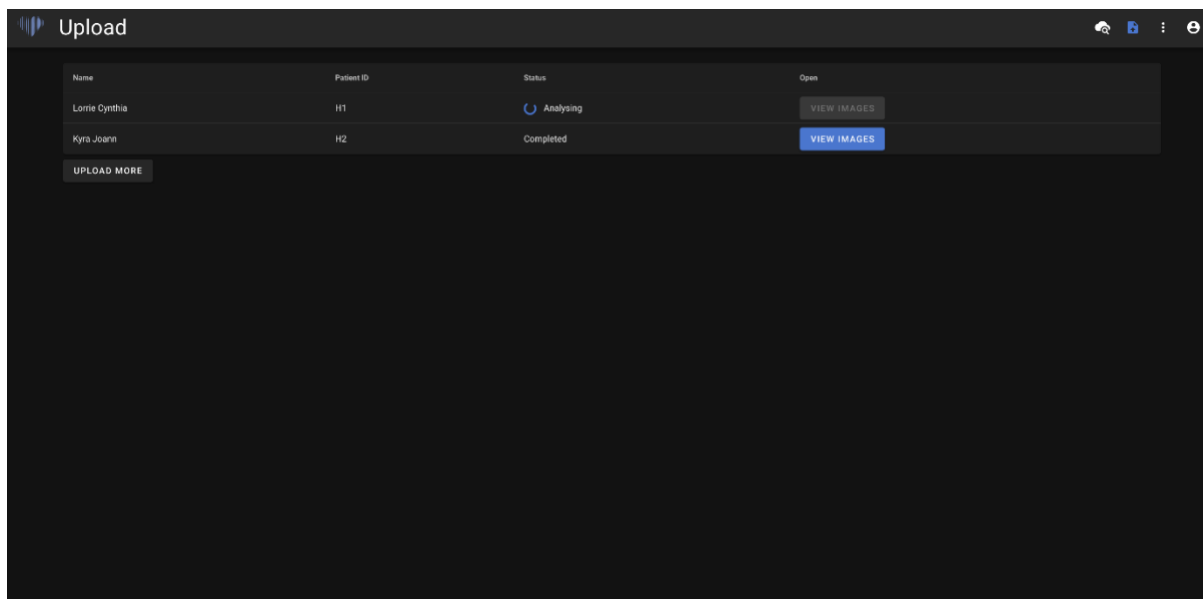 Upload
Name Patient ID Status Open
Lorrie Cynthia H1 Analysing VIEW IMAGES
Kyra Joann H2 Completed VIEW IMAGES
UPLOAD MORE